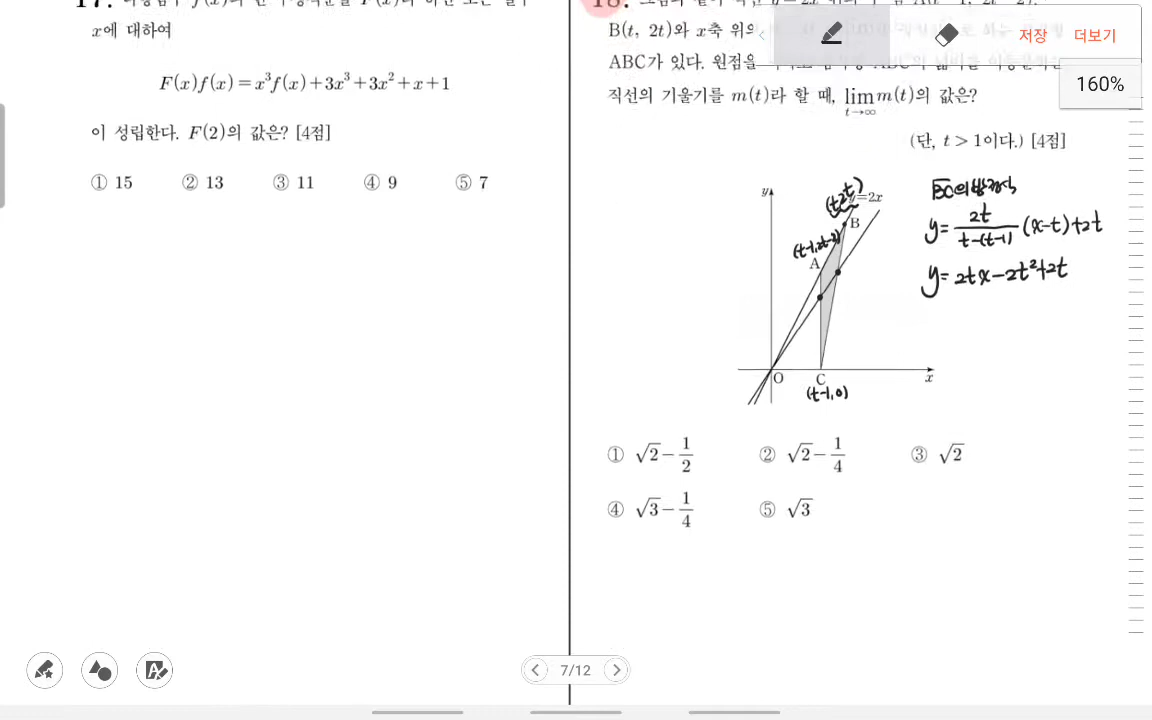 x에 대하여
F(x)f(x)=x³f(x)+3x³+3x²+x+1
이 성립한다. F(2)의 값은? [4점]
① 15 ② 13 ③ 11 ④ 9 ⑤ 7
B(t, 2t)와 x축 위의
ABC가 있다. 원점을
직선의 기울기를 m(t)라 할 때, lim t→∞ m(t)의 값은?
(단, t > 1이다.) [4점]
저장 더보기
160%
y
(t, 2t)
y=2x
B
(t-1, 2t-2)
A
O
C
x
(t-1, 0)
BC의 방정식
y= 2t/(t-(t-1)) (x-t)+2t
y= 2tx-2t²+2t
① √2-1/2 ② √2-1/4 ③ √2
④ √3-1/4 ⑤ √3
7/12